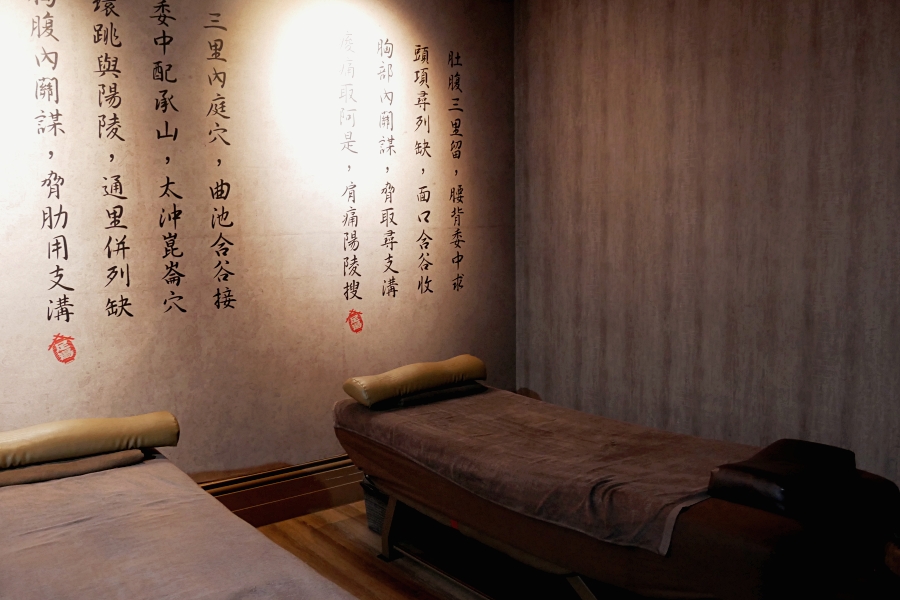 肚腹三里留，腰背委中求
頭項尋列缺，面口合谷收
胸部內關謀，脅取尋支溝
痛取阿是，肩痛陽陵搜
三里內庭穴，曲池合谷接
委中配承山，太沖崑崙穴
環跳與陽陵，通里併列缺
胸腹內關謀，脅肋用支溝